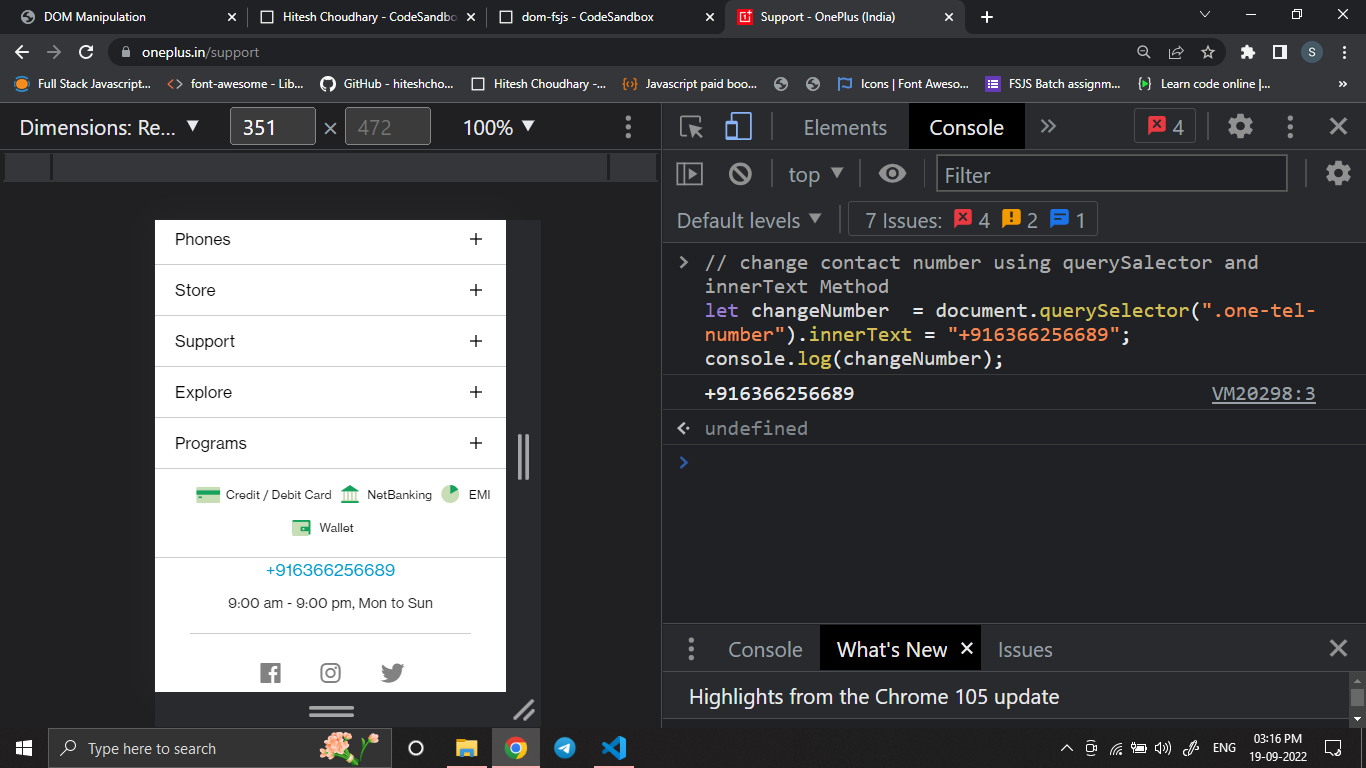 DOM Manipulation
Hitesh Choudhary - CodeSandbo
dom-fsjs - CodeSandbox
Support - OnePlus (India)
oneplus.in/support
S
Full Stack Javascript...
font-awesome - Lib...
GitHub - hiteshcho...
Hitesh Choudhary -...
Javascript paid boo...
Icons | Font Aweso...
FSJS Batch assignm...
Learn code online |...
Dimensions: Re... 351 × 472 100%
Elements Console 4
top Filter
Default levels 7 Issues: 4 2 1
Phones
Store
Support
Explore
Programs
Credit / Debit Card NetBanking EMI
Wallet
+916366256689
9:00 am - 9:00 pm, Mon to Sun
// change contact number using querySalector and
innerText Method
let changeNumber  = document.querySelector(".one-tel-
number").innerText = "+916366256689";
console.log(changeNumber);
+916366256689 VM20298:3
undefined
Console What's New Issues
Highlights from the Chrome 105 update
Type here to search
ENG
03:16 PM
19-09-2022